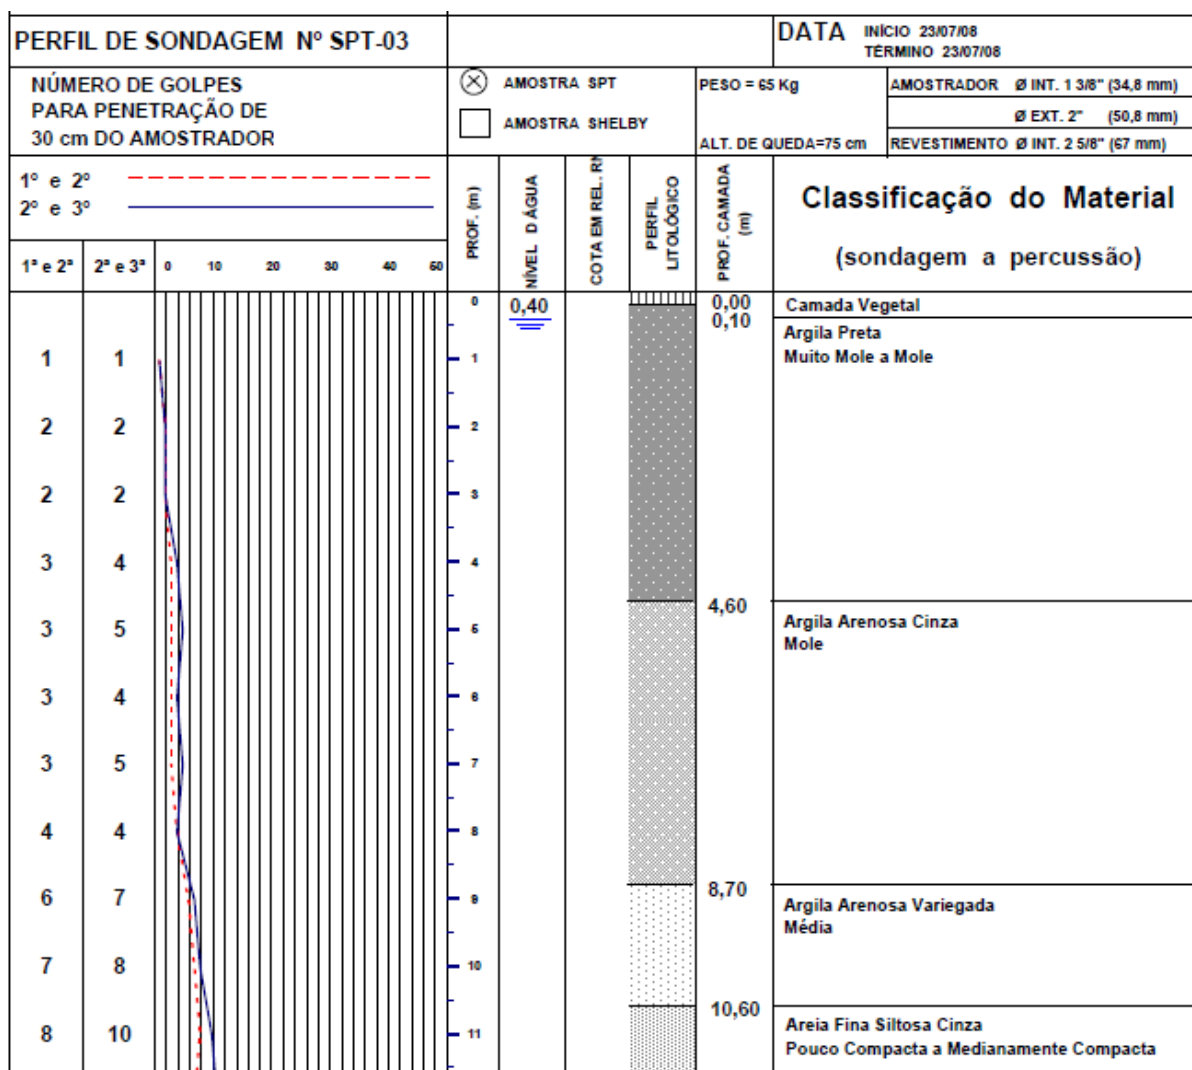 PERFIL DE SONDAGEM Nº SPT-03
DATA INÍCIO 23/07/08
TÉRMINO 23/07/08
NÚMERO DE GOLPES
PARA PENETRAÇÃO DE
30 cm DO AMOSTRADOR
AMOSTRA SPT
AMOSTRA SHELBY
PESO = 65 Kg
ALT. DE QUEDA=75 cm
AMOSTRADOR Ø INT. 1 3/8" (34,8 mm)
Ø EXT. 2" (50,8 mm)
REVESTIMENTO Ø INT. 2 5/8" (67 mm)
1º e 2º
2º e 3º
1ª e 2ª 2ª e 3ª 0 10 20 30 40 60
PROF. (m)
NÍVEL D ÁGUA
COTA EM REL. RN
PERFIL
LITOLÓGICO
PROF. CAMADA
(m)
Classificação do Material
(sondagem a percussão)
0 0,40 0,00 Camada Vegetal
0,10 Argila Preta
Muito Mole a Mole
1 1 1
2 2 2
2 2 3
3 4 4
4,60 Argila Arenosa Cinza
Mole
3 5 5
3 4 6
3 5 7
4 4 8
8,70 Argila Arenosa Variegada
Média
6 7 9
7 8 10
10,60 Areia Fina Siltosa Cinza
Pouco Compacta a Medianamente Compacta
8 10 11